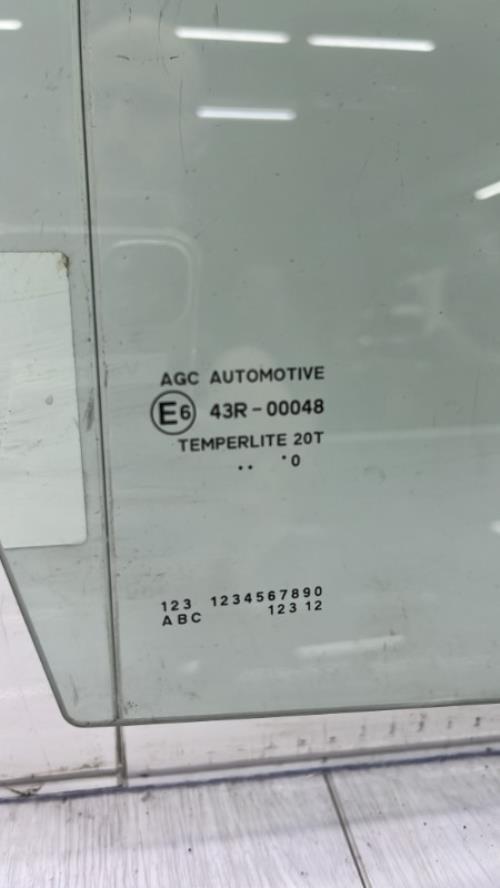 AGC AUTOMOTIVE
E6 43R-00048
TEMPERLITE 20T
.. ˙0
123 1234567890
ABC 123 12